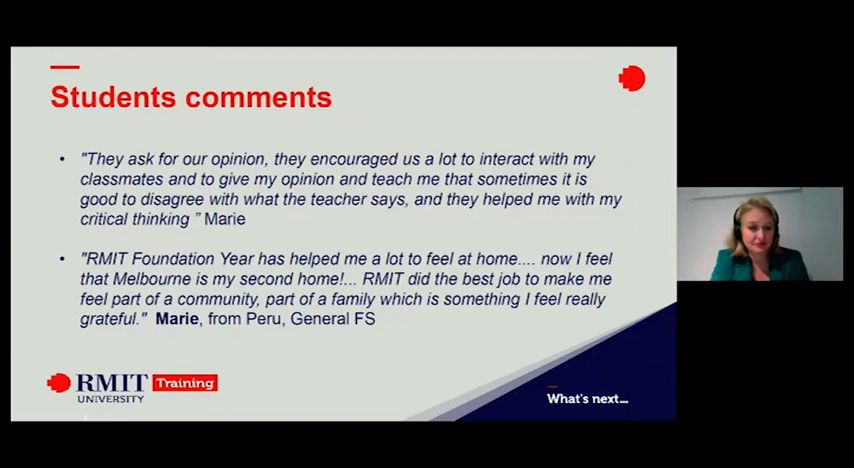 Students comments
• "They ask for our opinion, they encouraged us a lot to interact with my
classmates and to give my opinion and teach me that sometimes it is
good to disagree with what the teacher says, and they helped me with my
critical thinking " Marie
• "RMIT Foundation Year has helped me a lot to feel at home.... now I feel
that Melbourne is my second home!... RMIT did the best job to make me
feel part of a community, part of a family which is something I feel really
grateful." Marie, from Peru, General FS
RMIT Training
UNIVERSITY
What's next...